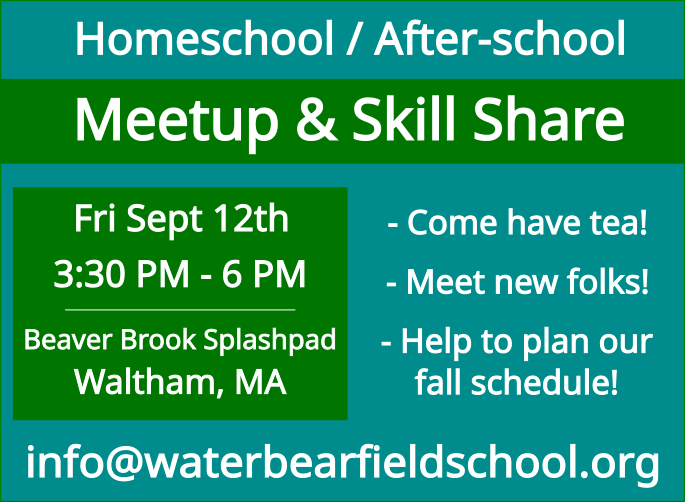 Homeschool / After-school
Meetup & Skill Share
Fri Sept 12th
3:30 PM - 6 PM
Beaver Brook Splashpad
Waltham, MA
- Come have tea!
- Meet new folks!
- Help to plan our
fall schedule!
info@waterbearfieldschool.org